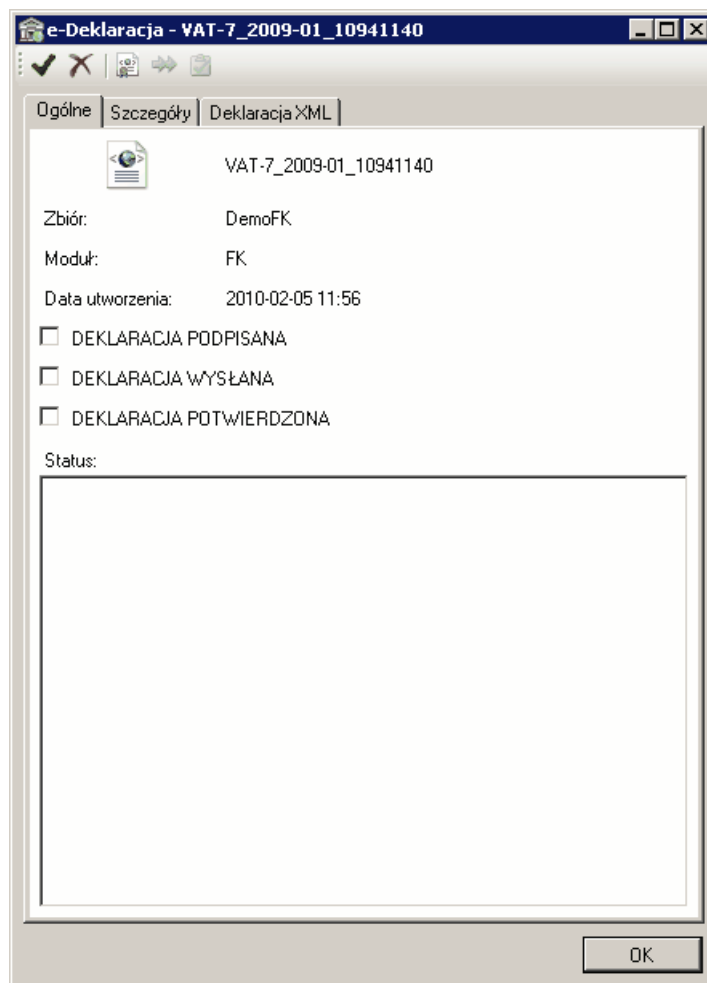 e-Deklaracja - VAT-7_2009-01_10941140
Ogólne Szczegóły Deklaracja XML
VAT-7_2009-01_10941140
Zbiór: DemoFK
Moduł: FK
Data utworzenia: 2010-02-05 11:56
DEKLARACJA PODPISANA
DEKLARACJA WYSŁANA
DEKLARACJA POTWIERDZONA
Status:
OK